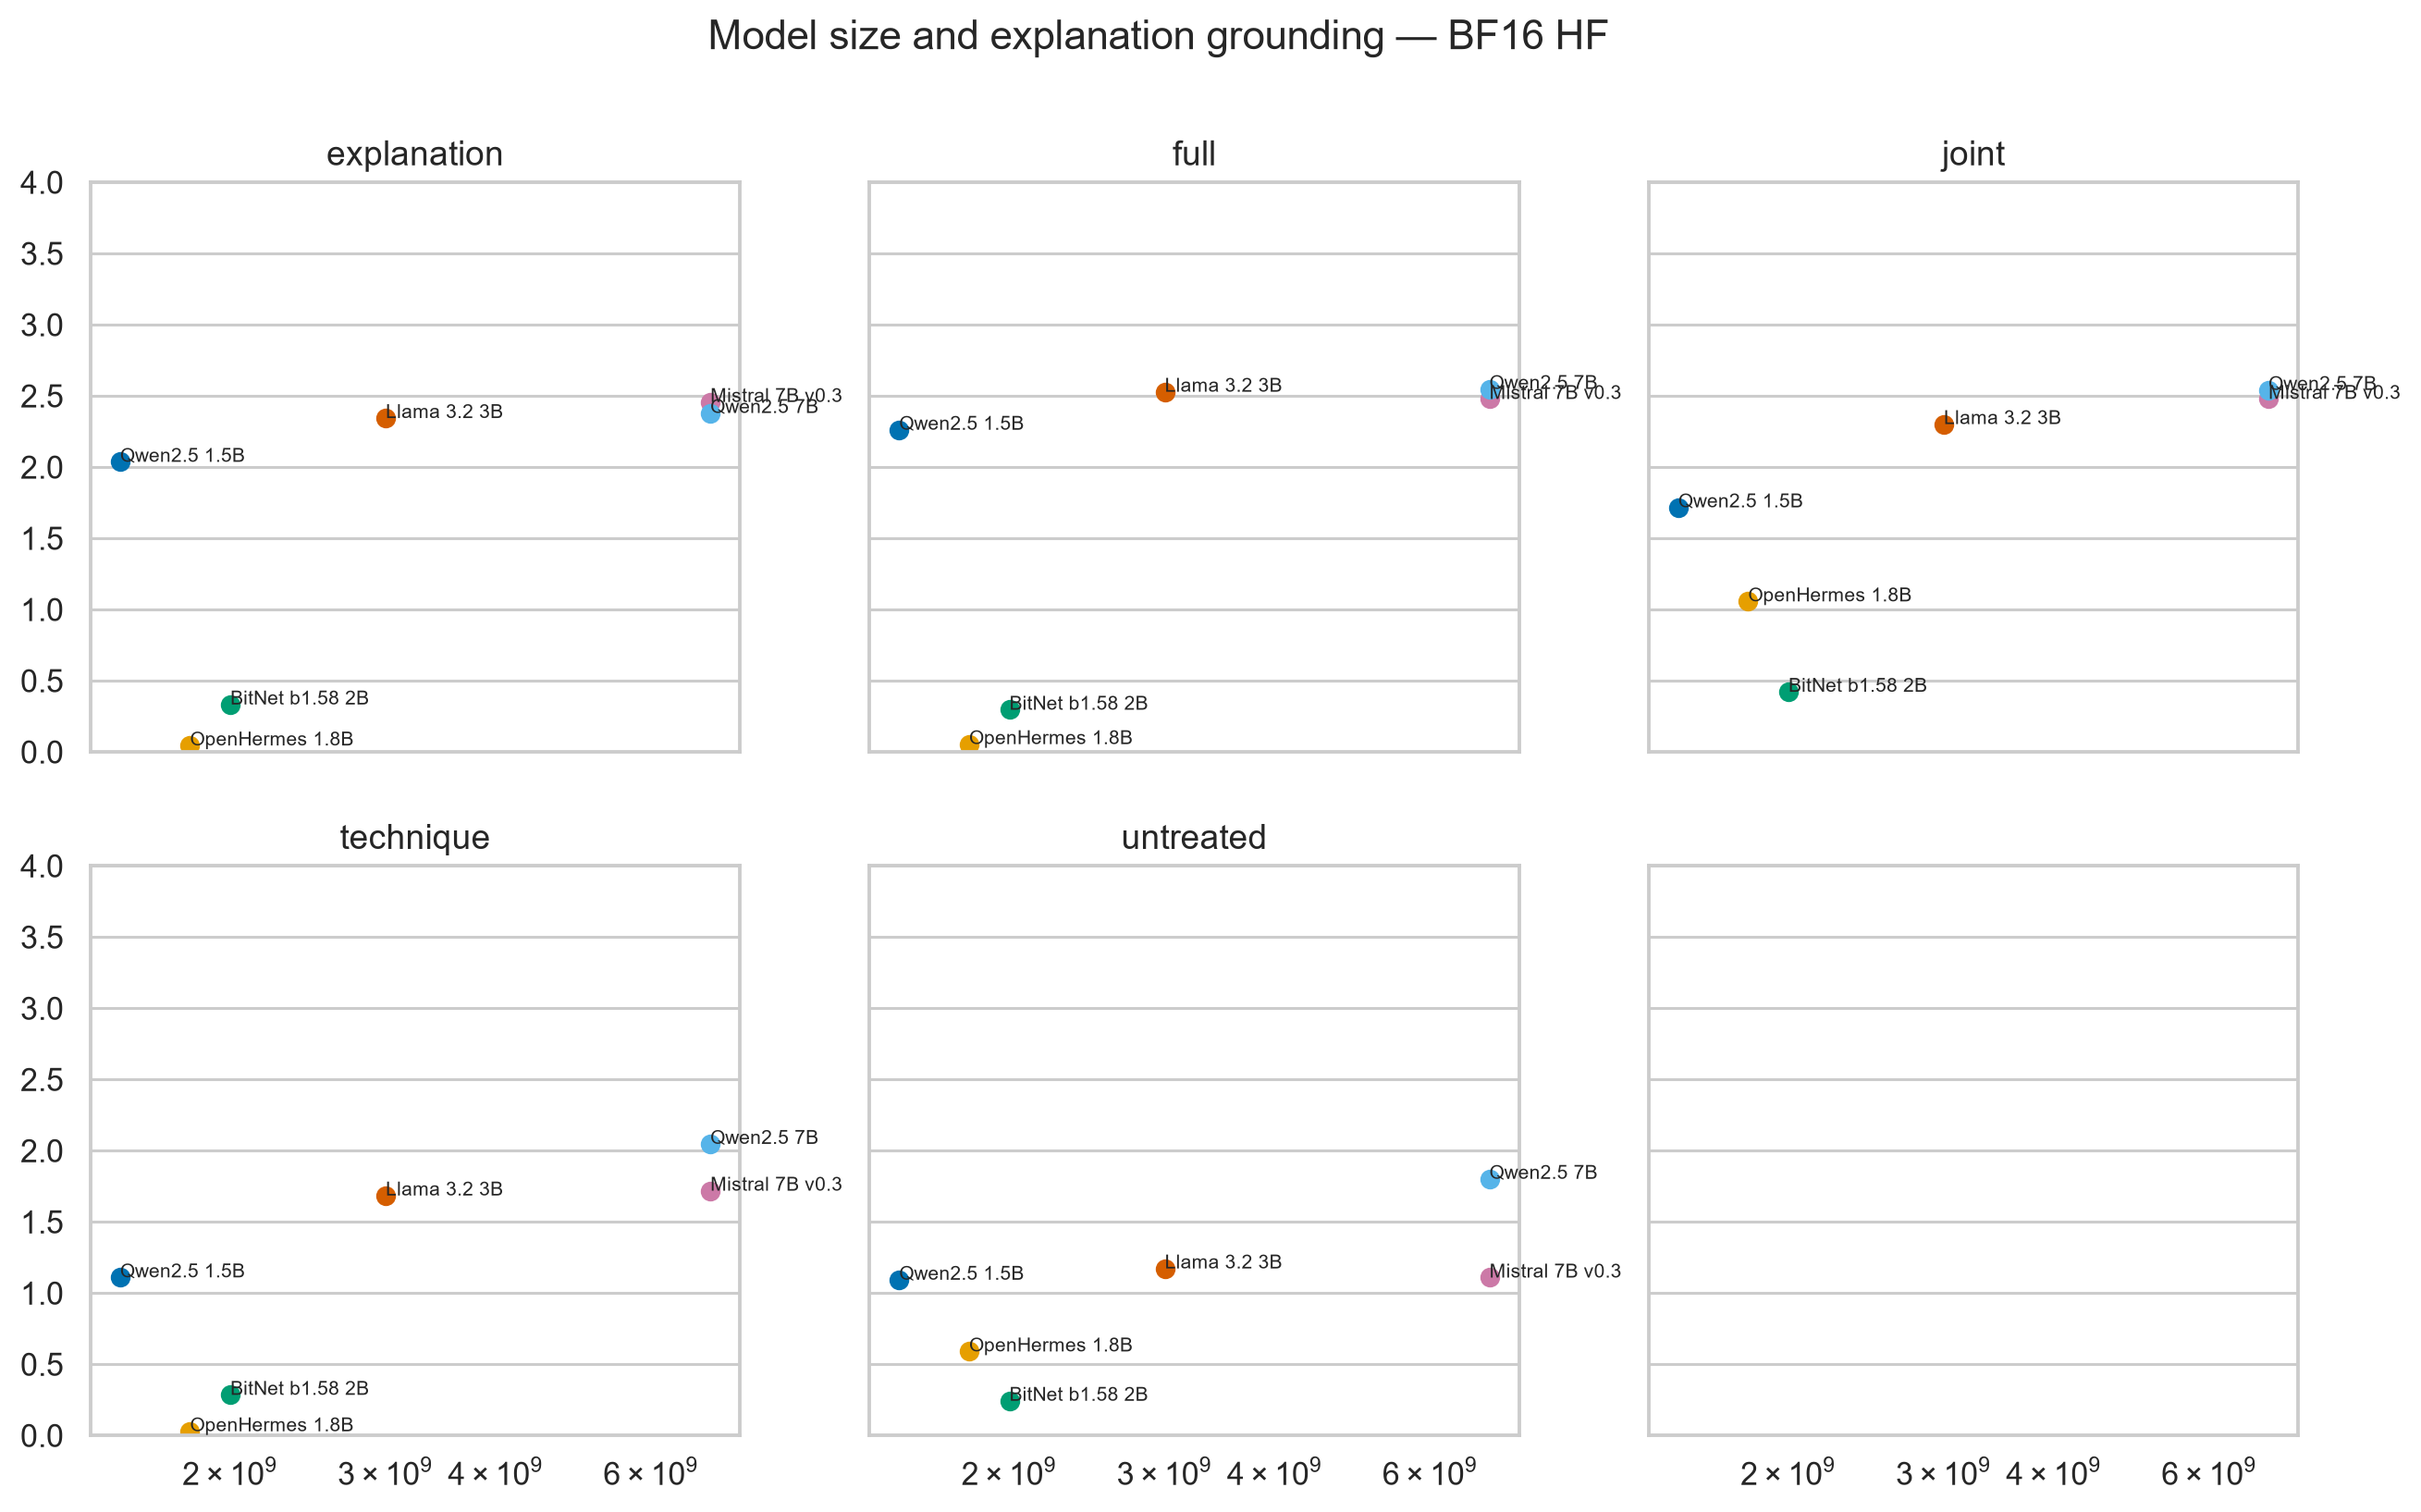 Model size and explanation grounding — BF16 HF
explanation
full
joint
4.0
3.5
3.0
2.5
2.0
1.5
1.0
0.5
0.0
Mistral 7B v0.3
Qwen2.5 7B
Llama 3.2 3B
Qwen2.5 1.5B
BitNet b1.58 2B
OpenHermes 1.8B
Qwen2.5 7B
Mistral 7B v0.3
Llama 3.2 3B
Qwen2.5 1.5B
BitNet b1.58 2B
OpenHermes 1.8B
Qwen2.5 7B
Mistral 7B v0.3
Llama 3.2 3B
Qwen2.5 1.5B
OpenHermes 1.8B
BitNet b1.58 2B
technique
untreated
4.0
3.5
3.0
2.5
2.0
1.5
1.0
0.5
0.0
Qwen2.5 7B
Mistral 7B v0.3
Llama 3.2 3B
Qwen2.5 1.5B
BitNet b1.58 2B
OpenHermes 1.8B
Qwen2.5 7B
Llama 3.2 3B
Mistral 7B v0.3
Qwen2.5 1.5B
OpenHermes 1.8B
BitNet b1.58 2B
2 × 10⁹ 3 × 10⁹ 4 × 10⁹ 6 × 10⁹
2 × 10⁹ 3 × 10⁹ 4 × 10⁹ 6 × 10⁹
2 × 10⁹ 3 × 10⁹ 4 × 10⁹ 6 × 10⁹